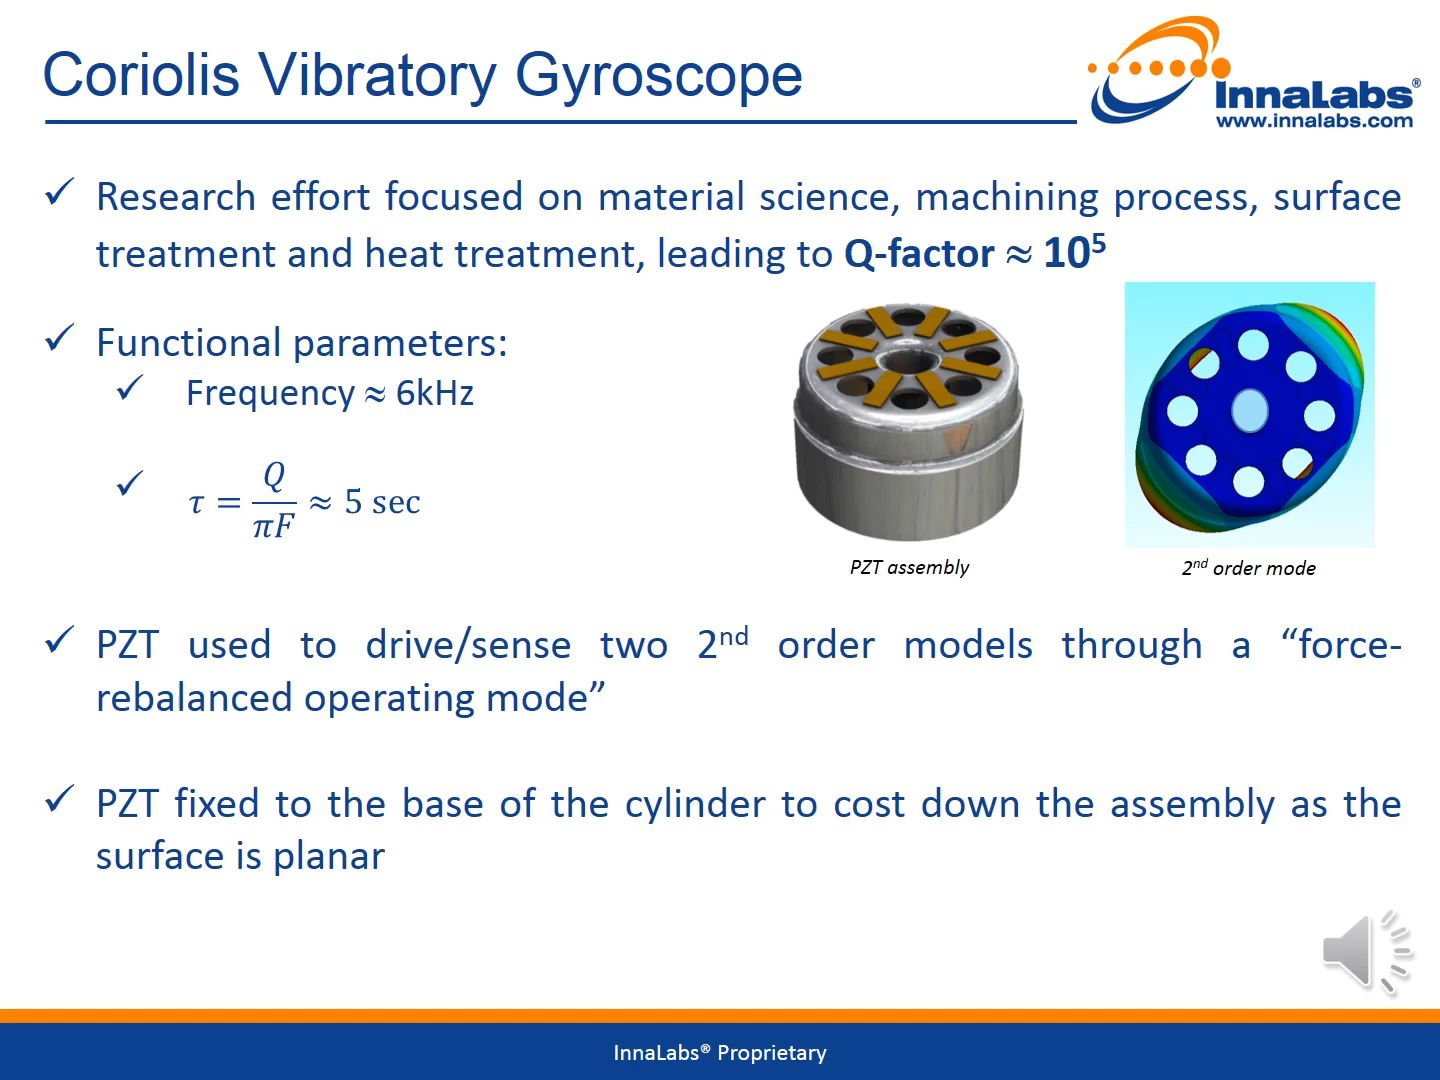 Coriolis Vibratory Gyroscope
InnaLabs®
www.innalabs.com
✓ Research effort focused on material science, machining process, surface
treatment and heat treatment, leading to Q-factor ≈ 10⁵
✓ Functional parameters:
✓ Frequency ≈ 6kHz
✓ τ = Q/πF ≈ 5 sec
PZT assembly
2nd order mode
✓ PZT used to drive/sense two 2nd order models through a “force-
rebalanced operating mode”
✓ PZT fixed to the base of the cylinder to cost down the assembly as the
surface is planar
InnaLabs® Proprietary